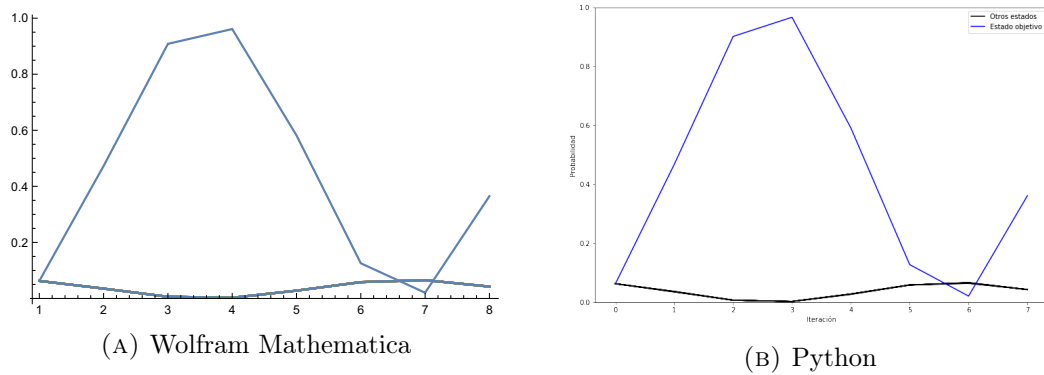 1.0
0.8
0.6
0.4
0.2
1 2 3 4 5 6 7 8
(A) Wolfram Mathematica
1.0
0.8
0.6
0.4
0.2
0.0
Probabilidad
Otros estados
Estado objetivo
0 1 2 3 4 5 6 7
Iteración
(B) Python